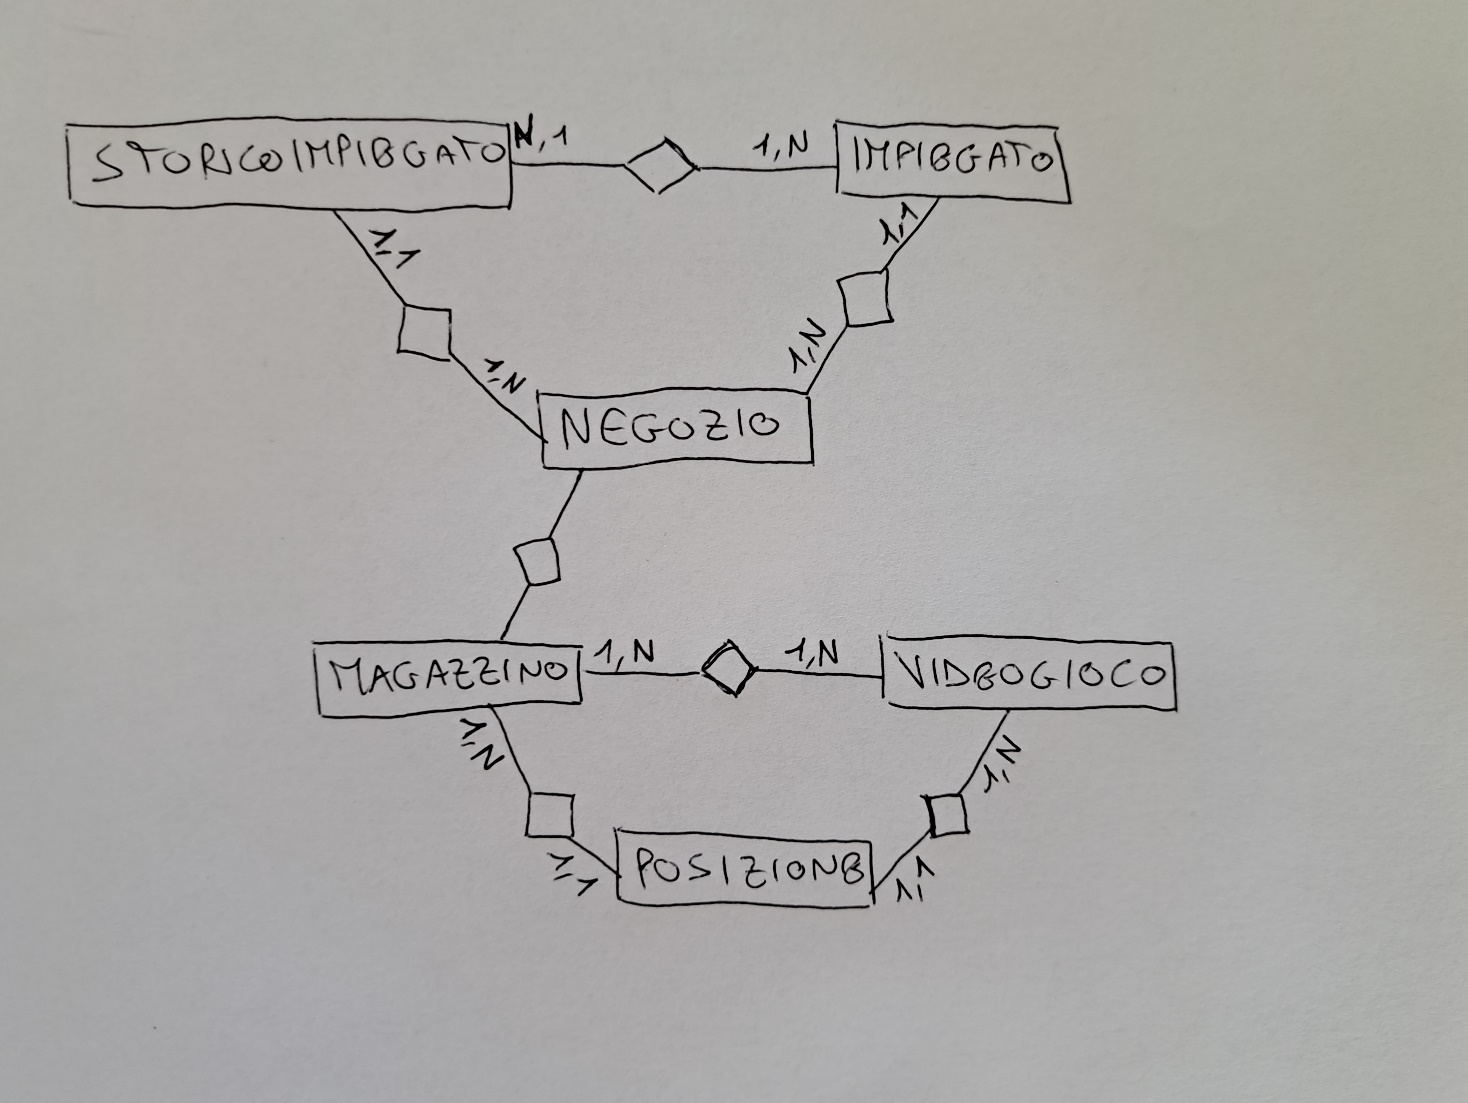 STORICOIMPIEGATO
N,1
1,N
IMPIEGATO
1,1
1,1
1,N
1,N
NEGOZIO
MAGAZZINO
1,N
1,N
VIDEOGIOCO
1,N
1,N
1,1
POSIZIONE
1,1